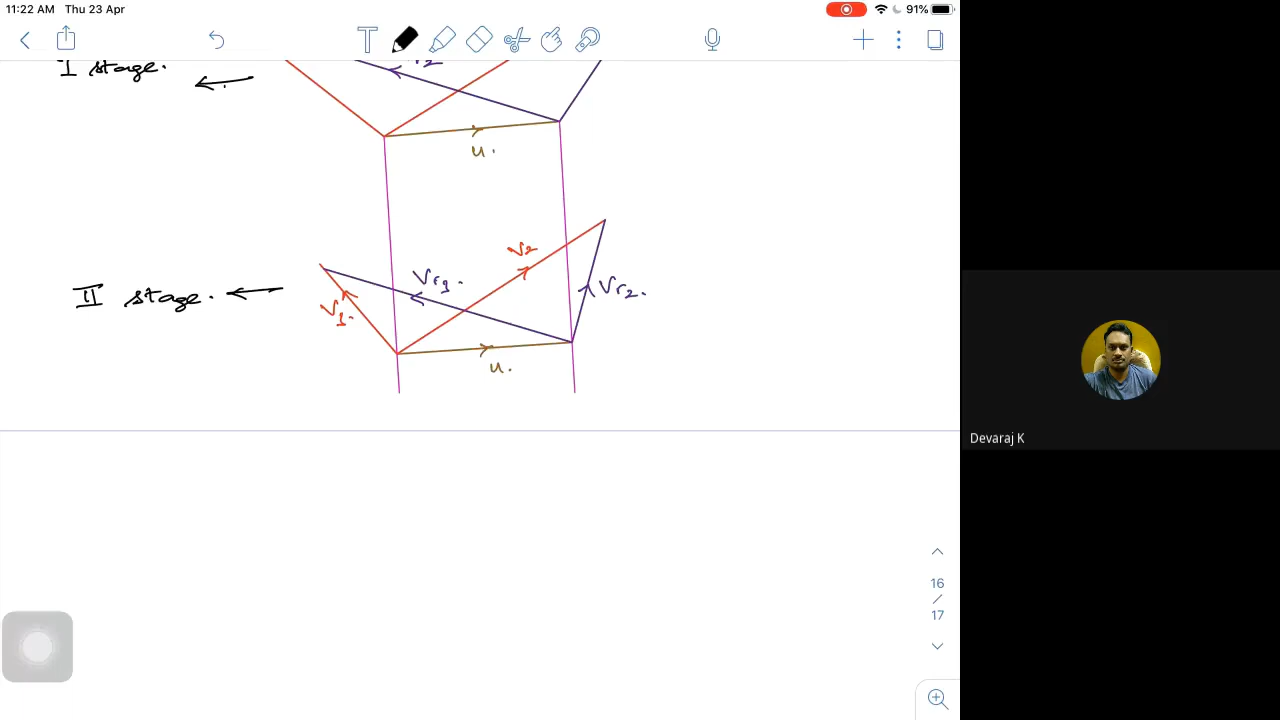 11:22 AM Thu 23 Apr
91%
T
I stage.
u.
V2
Vr1.
II stage.
Vr2.
V1.
u.
Devaraj K
16
/
17